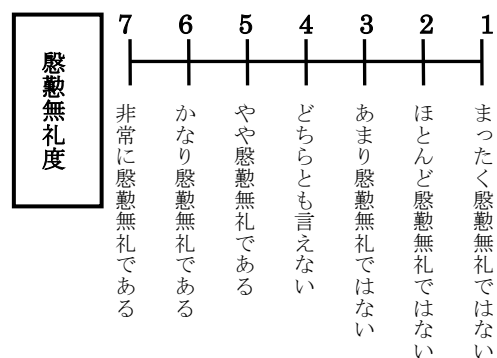 慇懃無礼度
7 6 5 4 3 2 1
まったく慇懃無礼ではない
ほとんど慇懃無礼ではない
あまり慇懃無礼ではない
どちらとも言えない
やや慇懃無礼である
かなり慇懃無礼である
非常に慇懃無礼である